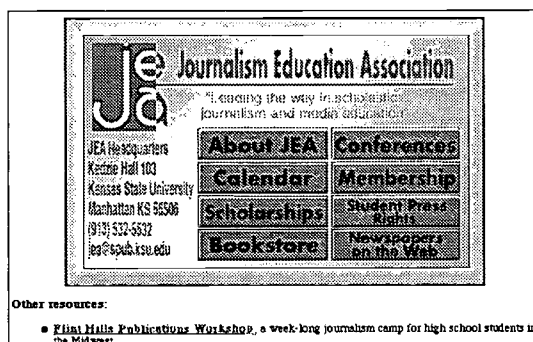 jea
Journalism Education Association
"Leading the way in scholastic
journalism and media education"
JEA Headquarters
Kedzie Hall 103
Kansas State University
Manhattan KS 66506
(913) 532-5532
jea@spub.ksu.edu
About JEA
Conferences
Calendar
Membership
Scholarships
Student Press
Rights
Bookstore
Newspapers
on the Web
Other resources:
• Flint Hills Publications Workshop, a week-long journalism camp for high school students in
the Midwest